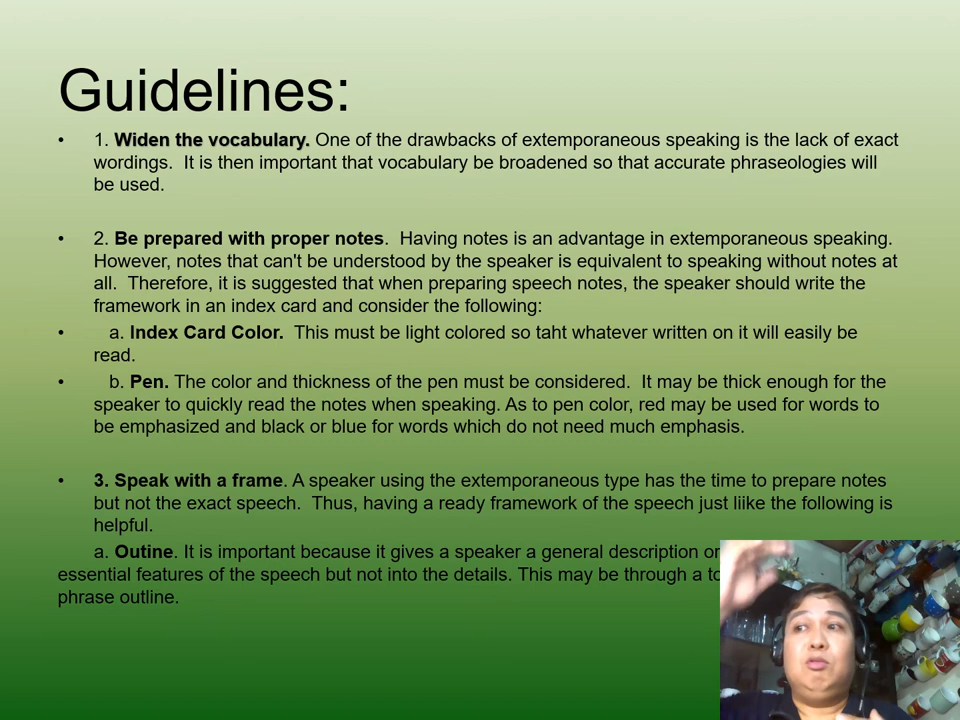 Guidelines:
• 1. Widen the vocabulary. One of the drawbacks of extemporaneous speaking is the lack of exact
wordings. It is then important that vocabulary be broadened so that accurate phraseologies will
be used.
• 2. Be prepared with proper notes. Having notes is an advantage in extemporaneous speaking.
However, notes that can't be understood by the speaker is equivalent to speaking without notes at
all. Therefore, it is suggested that when preparing speech notes, the speaker should write the
framework in an index card and consider the following:
• a. Index Card Color. This must be light colored so taht whatever written on it will easily be
read.
• b. Pen. The color and thickness of the pen must be considered. It may be thick enough for the
speaker to quickly read the notes when speaking. As to pen color, red may be used for words to
be emphasized and black or blue for words which do not need much emphasis.
• 3. Speak with a frame. A speaker using the extemporaneous type has the time to prepare notes
but not the exact speech. Thus, having a ready framework of the speech just liike the following is
helpful.
a. Outine. It is important because it gives a speaker a general description or
essential features of the speech but not into the details. This may be through a
phrase outline.